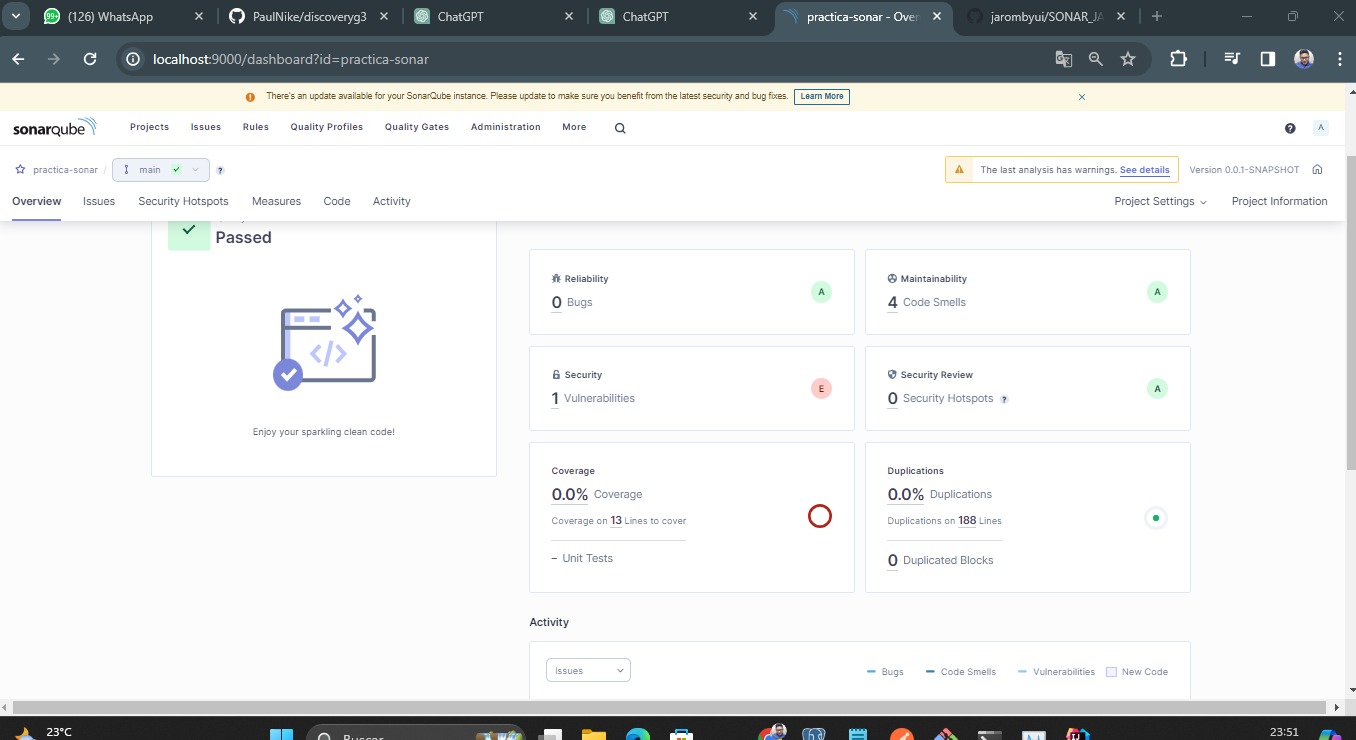 (126) WhatsApp
PaulNike/discoveryg3
ChatGPT
ChatGPT
practica-sonar - Over
jarombyui/SONAR_JA
localhost:9000/dashboard?id=practica-sonar
There's an update available for your SonarQube instance. Please update to make sure you benefit from the latest security and bug fixes. Learn More
sonarqube Projects Issues Rules Quality Profiles Quality Gates Administration More A
practica-sonar / main The last analysis has warnings. See details Version 0.0.1-SNAPSHOT
Overview Issues Security Hotspots Measures Code Activity Project Settings Project Information
Passed
Enjoy your sparkling clean code!
Reliability
0 Bugs
A
Maintainability
4 Code Smells
A
Security
1 Vulnerabilities
E
Security Review
0 Security Hotspots ?
A
Coverage
0.0% Coverage
Coverage on 13 Lines to cover
– Unit Tests
Duplications
0.0% Duplications
Duplications on 188 Lines
0 Duplicated Blocks
Activity
Issues
Bugs Code Smells Vulnerabilities New Code
23°C
Buscar
23:51